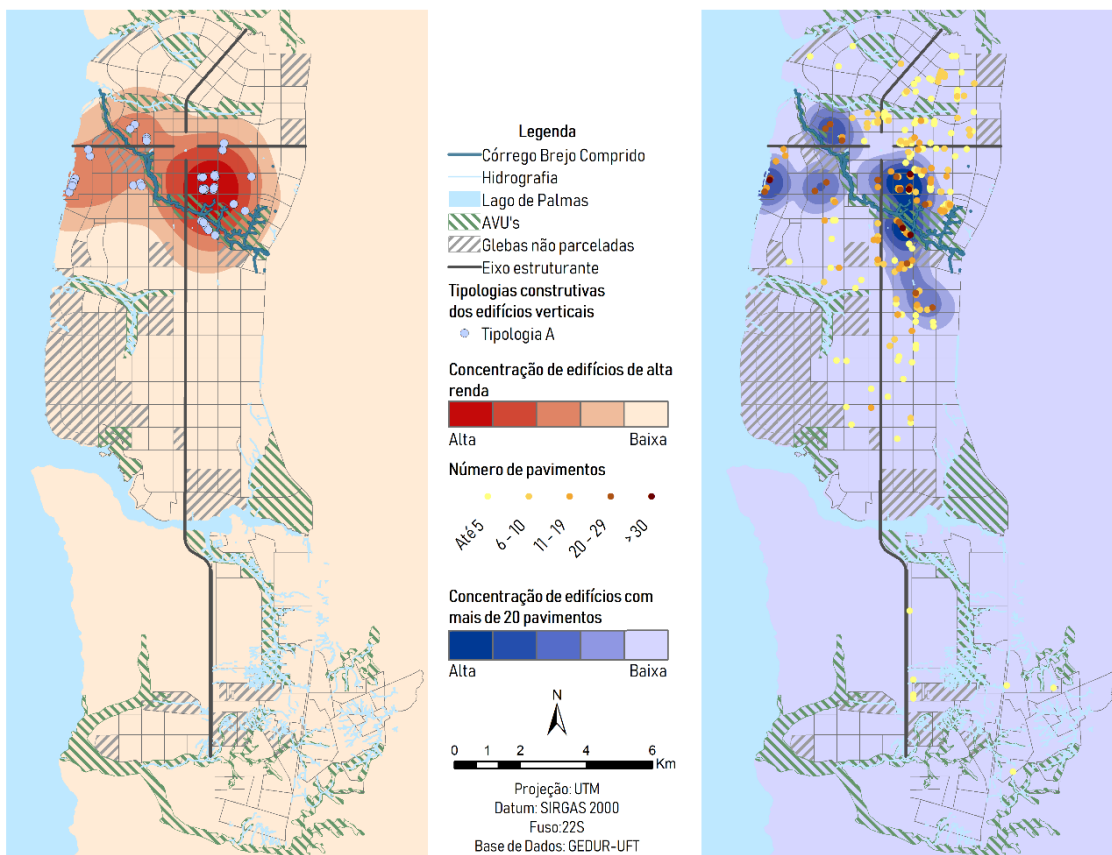 Legenda
Córrego Brejo Comprido
Hidrografia
Lago de Palmas
AVU's
Glebas não parceladas
Eixo estruturante
Tipologias construtivas
dos edifícios verticais
Tipologia A
Concentração de edifícios de alta
renda
Alta Baixa
Número de pavimentos
Até 5 6 - 10 11 - 19 20 - 29 > 30
Concentração de edifícios com
mais de 20 pavimentos
Alta Baixa
N
0 1 2 4 6
Km
Projeção: UTM
Datum: SIRGAS 2000
Fuso:22S
Base de Dados: GEDUR-UFT